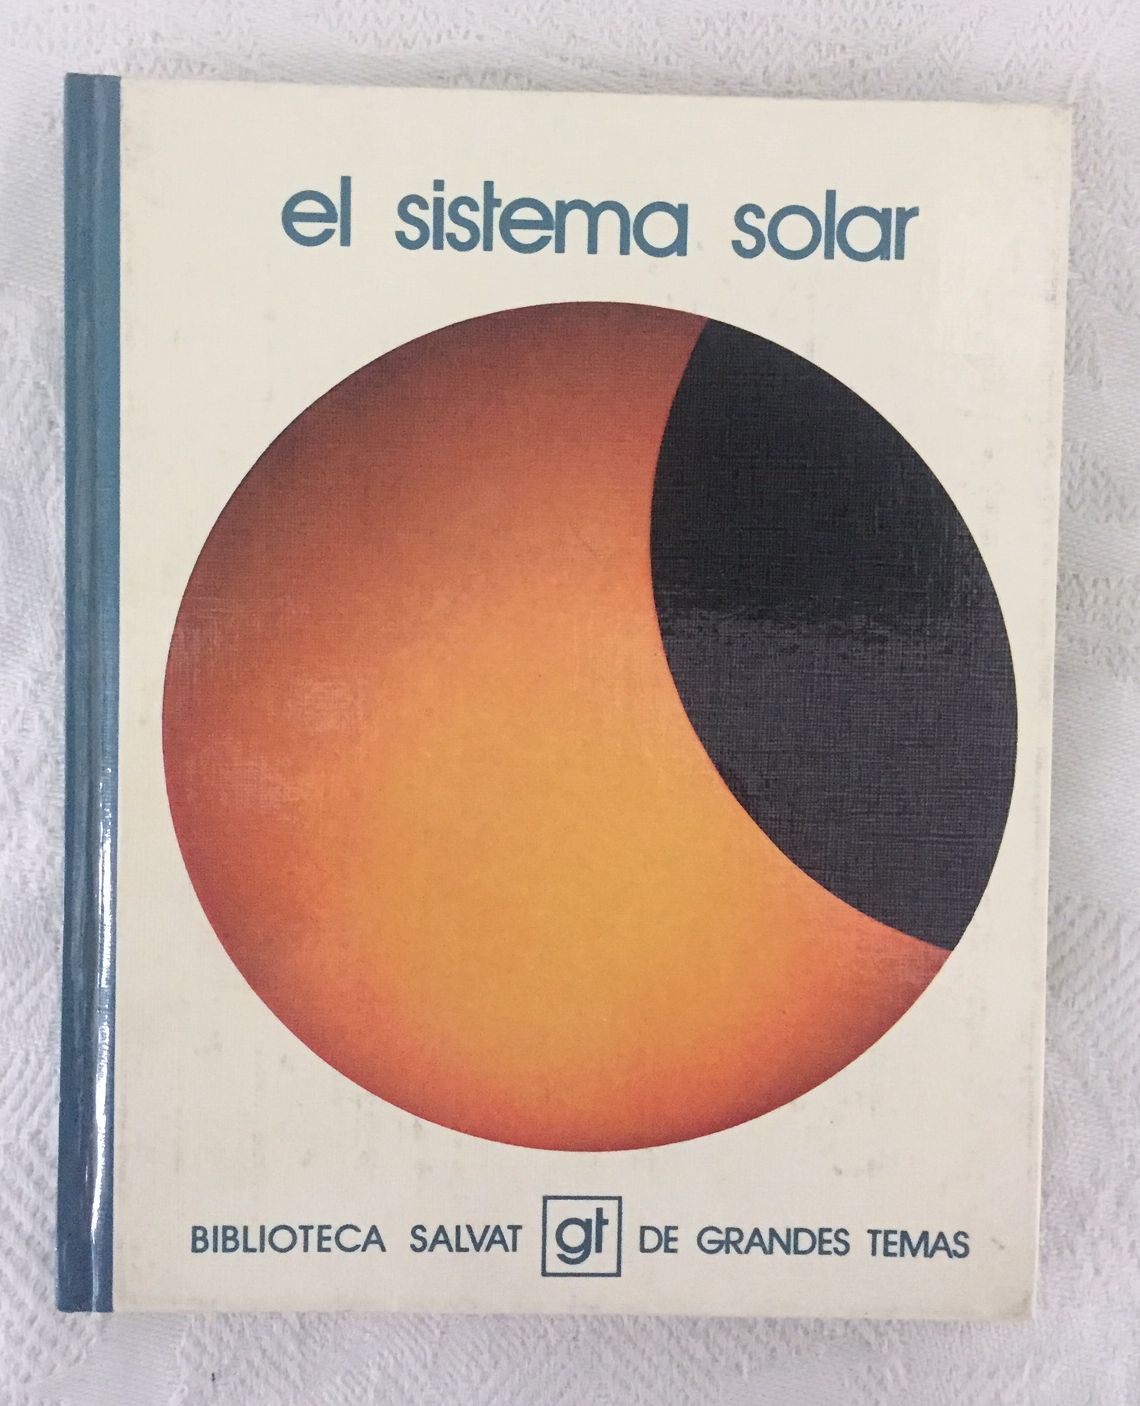 el sistema solar
BIBLIOTECA SALVAT gt DE GRANDES TEMAS